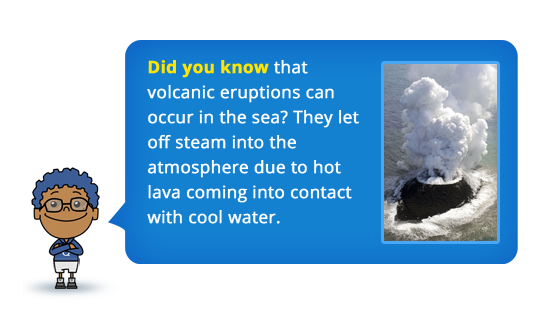 Did you know that
volcanic eruptions can
occur in the sea? They let
off steam into the
atmosphere due to hot
lava coming into contact
with cool water.